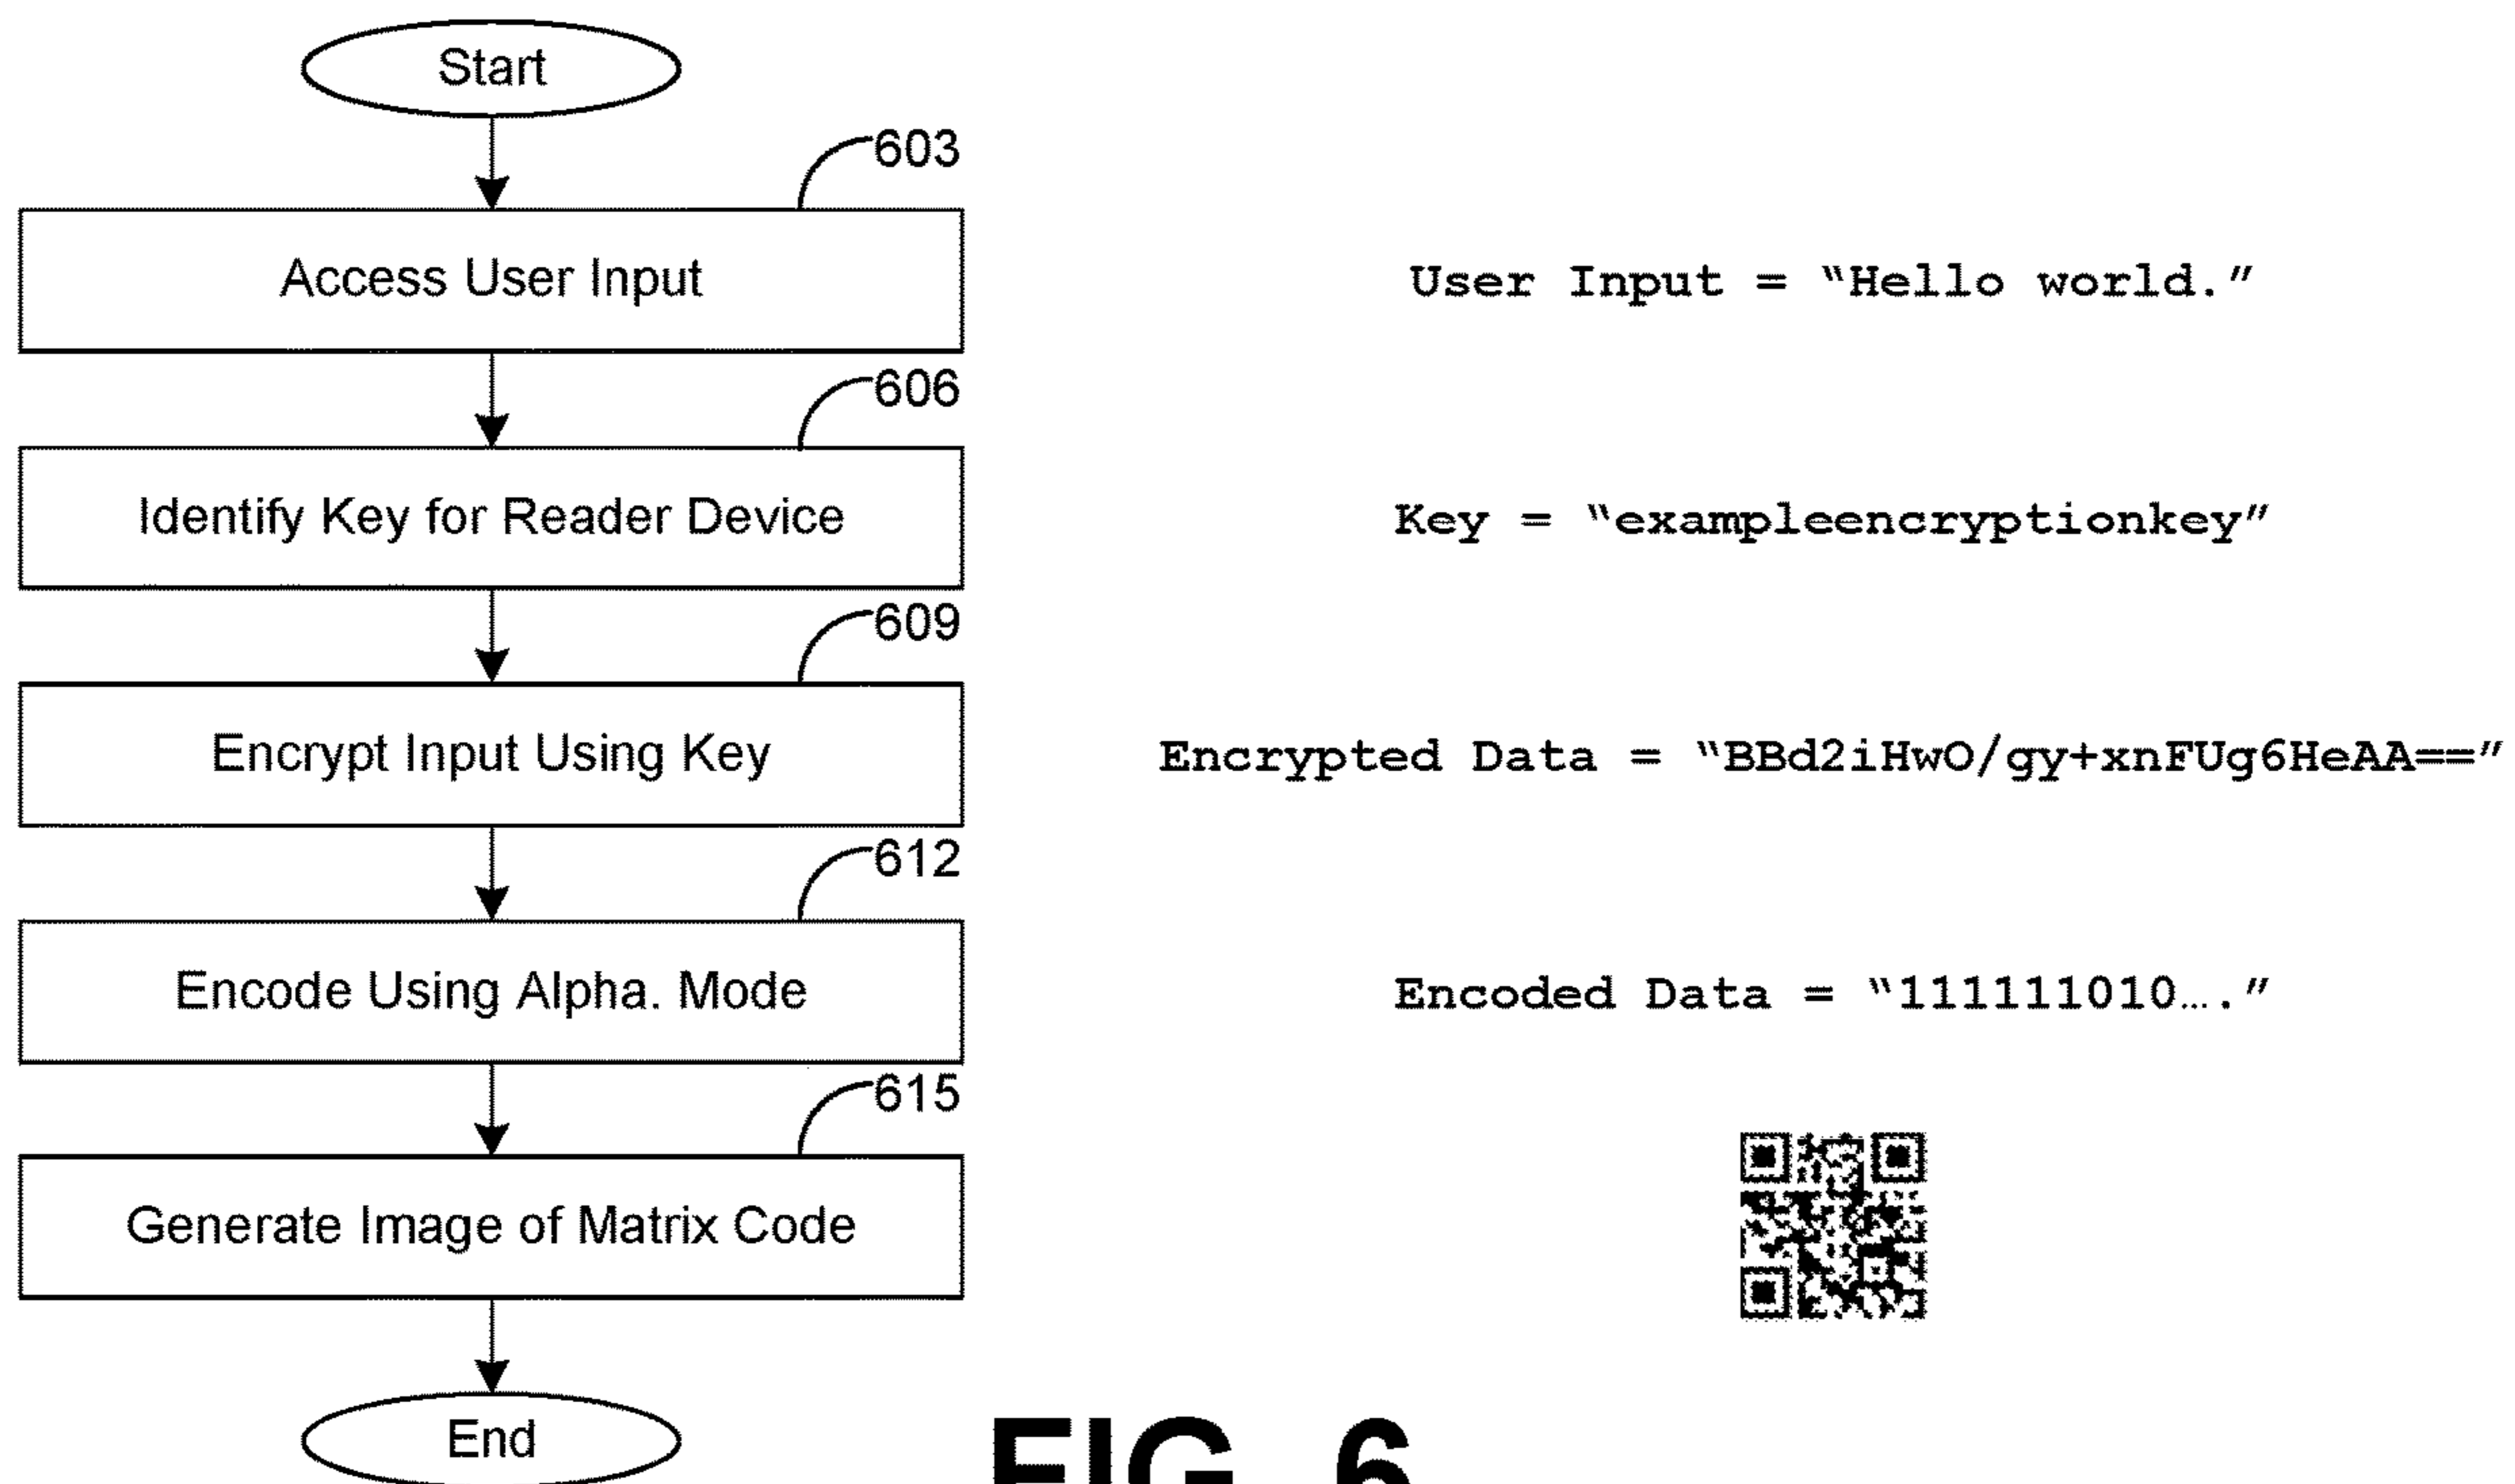 Start
603
Access User Input
User Input = “Hello world.”
606
Identify Key for Reader Device
Key = “exampleencryptionkey”
609
Encrypt Input Using Key
Encrypted Data = “BBd2iHwO/gy+xnFUg6HeAA==”
612
Encode Using Alpha. Mode
Encoded Data = “111111010….”
615
Generate Image of Matrix Code
End
FIG. 6